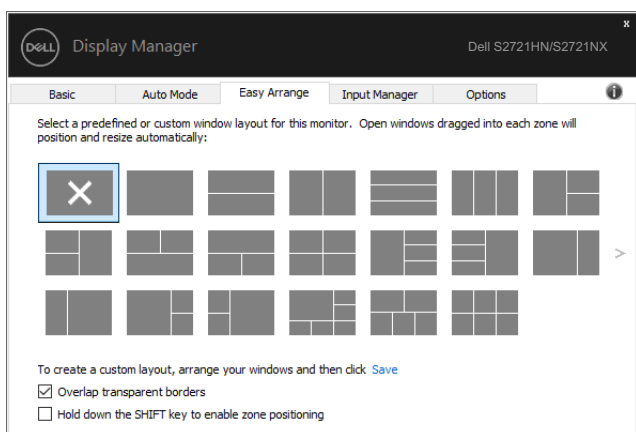 x
DELL Display Manager Dell S2721HN/S2721NX
Basic Auto Mode Easy Arrange Input Manager Options i
Select a predefined or custom window layout for this monitor. Open windows dragged into each zone will
position and resize automatically:
>
To create a custom layout, arrange your windows and then click Save
Overlap transparent borders
Hold down the SHIFT key to enable zone positioning